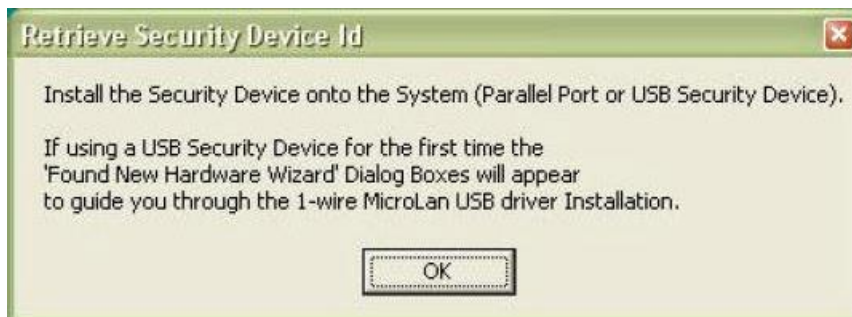 Retrieve Security Device Id
Install the Security Device onto the System (Parallel Port or USB Security Device).
If using a USB Security Device for the first time the
'Found New Hardware Wizard' Dialog Boxes will appear
to guide you through the 1-wire MicroLan USB driver Installation.
OK